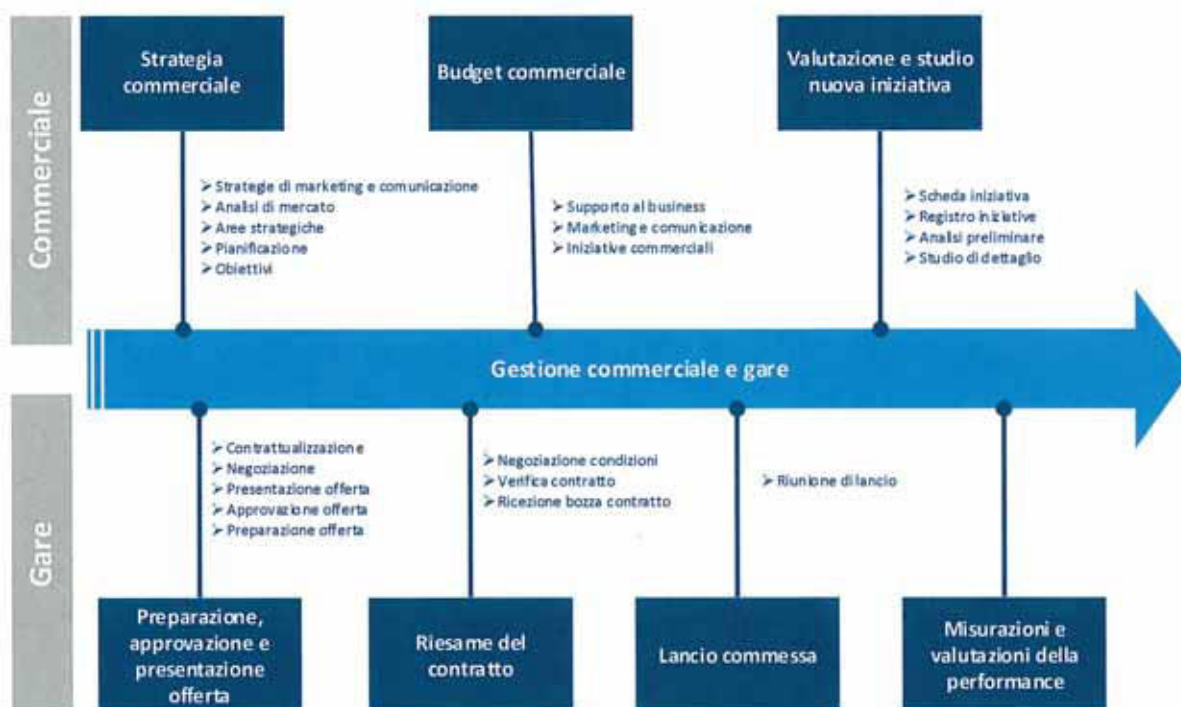 Commerciale
Strategia
commerciale
Budget commerciale
Valutazione e studio
nuova iniziativa
➢ Strategie di marketing e comunicazione
➢ Analisi di mercato
➢ Aree strategiche
➢ Pianificazione
➢ Obiettivi
➢ Supporto al business
➢ Marketing e comunicazione
➢ Iniziative commerciali
➢ Scheda iniziativa
➢ Registro iniziative
➢ Analisi preliminare
➢ Studio di dettaglio
Gestione commerciale e gare
Gare
➢ Contrattualizzazione
➢ Negoziazione
➢ Presentazione offerta
➢ Approvazione offerta
➢ Preparazione offerta
➢ Negoziazione condizioni
➢ Verifica contratto
➢ Ricezione bozza contratto
➢ Riunione di lancio
Preparazione,
approvazione e
presentazione
offerta
Riesame del
contratto
Lancio commessa
Misurazioni e
valutazioni della
performance